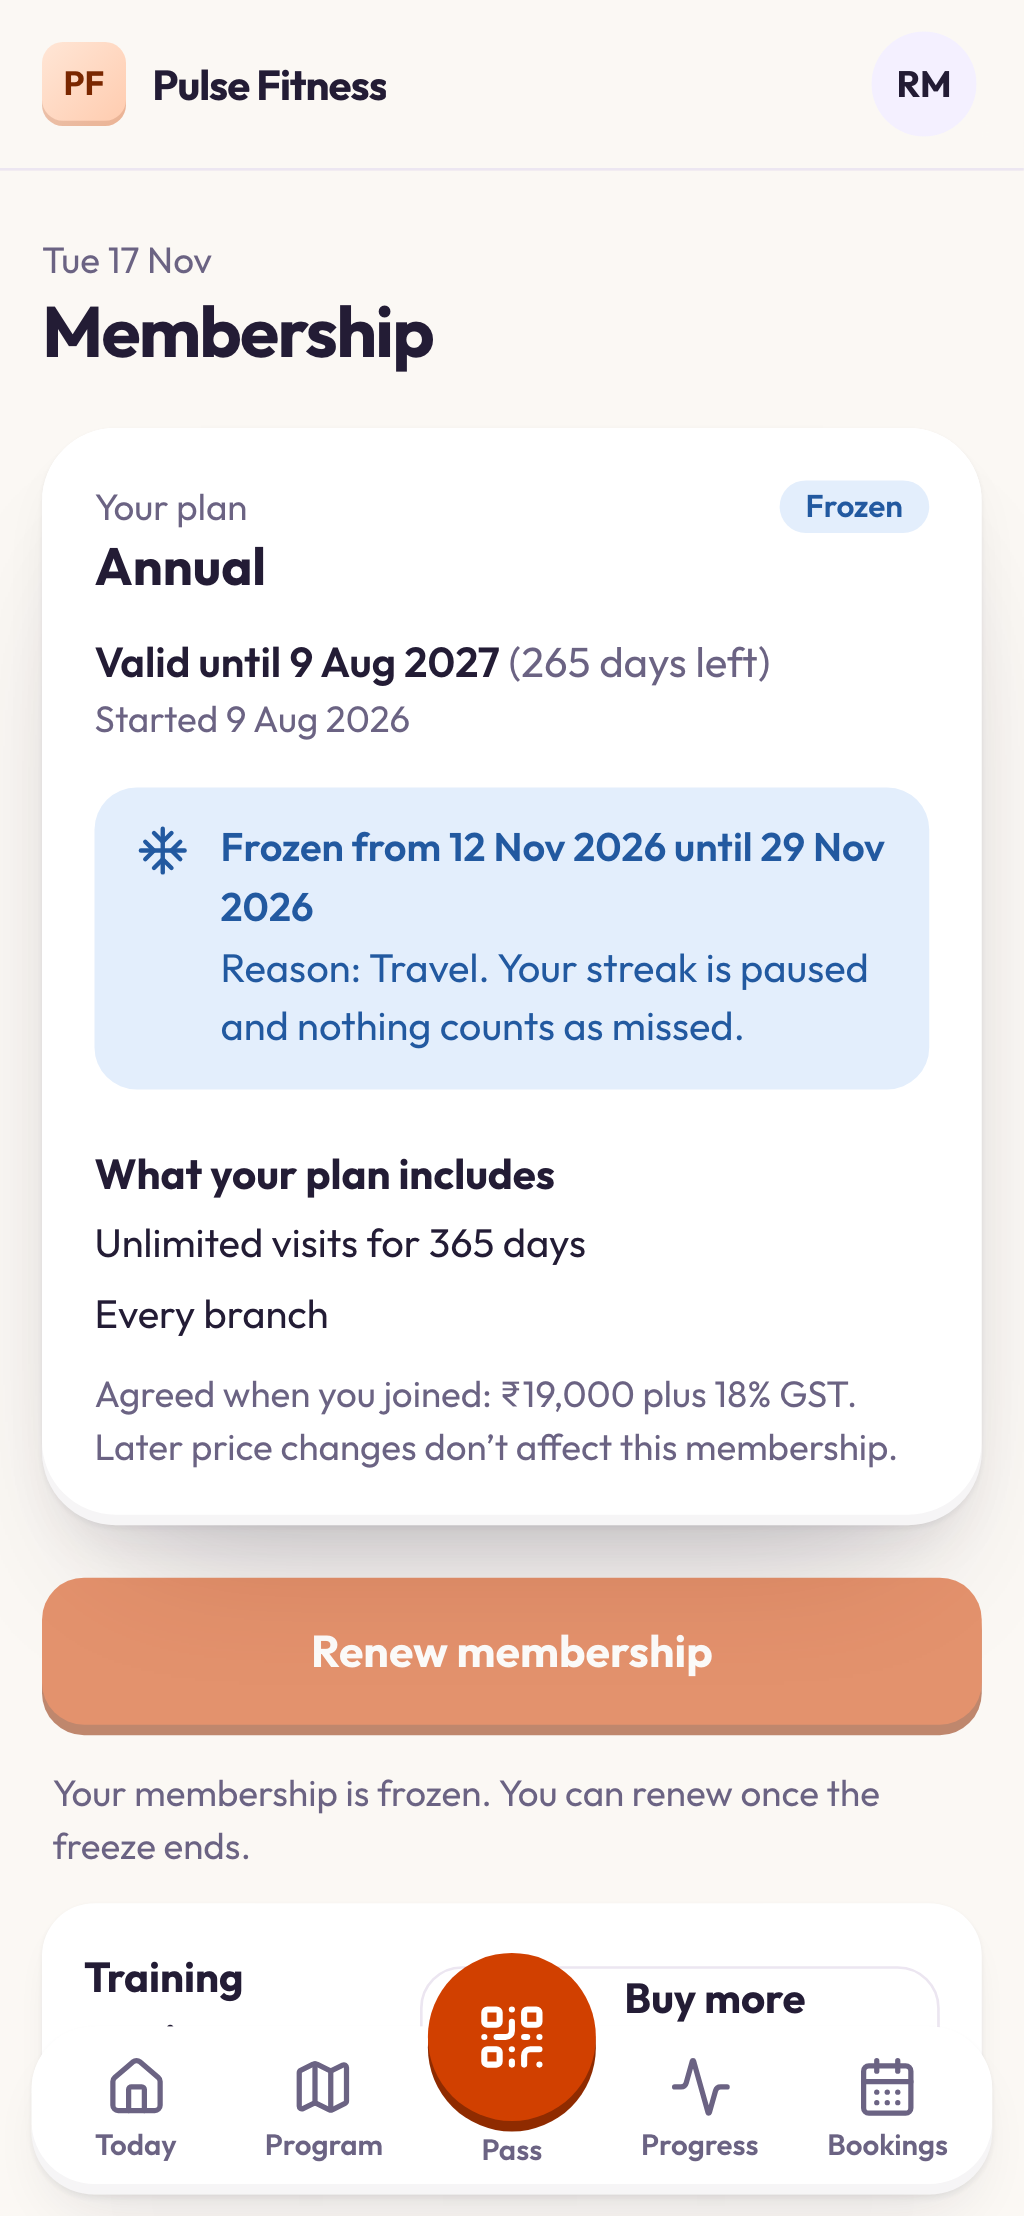 PF
Pulse Fitness
RM
Tue 17 Nov
Membership
Your plan
Frozen
Annual
Valid until 9 Aug 2027 (265 days left)
Started 9 Aug 2026
Frozen from 12 Nov 2026 until 29 Nov
2026
Reason: Travel. Your streak is paused
and nothing counts as missed.
What your plan includes
Unlimited visits for 365 days
Every branch
Agreed when you joined: ₹19,000 plus 18% GST.
Later price changes don’t affect this membership.
Renew membership
Your membership is frozen. You can renew once the
freeze ends.
Training
Buy more
Today
Program
Pass
Progress
Bookings